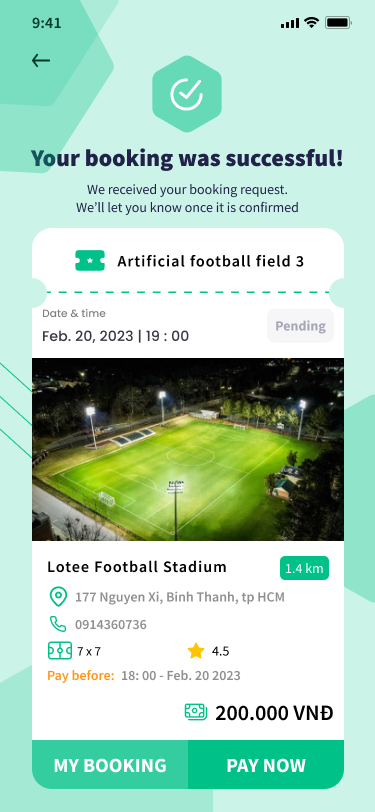 9:41
Your booking was successful!
We received your booking request.
We'll let you know once it is confirmed
Artificial football field 3
Date & time
Feb. 20, 2023 | 19 : 00
Pending
Lotee Football Stadium
1.4 km
177 Nguyen Xi, Binh Thanh, tp HCM
0914360736
7 x 7
4.5
Pay before: 18: 00 - Feb. 20 2023
200.000 VNĐ
MY BOOKING
PAY NOW